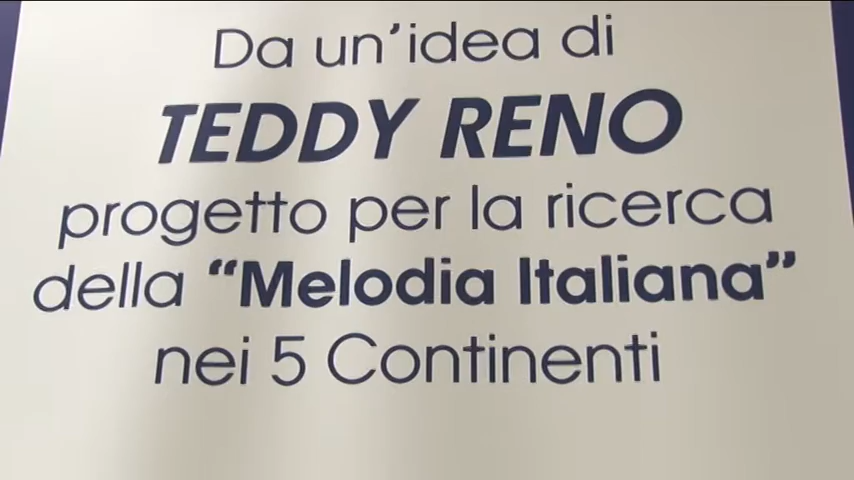 Da un'idea di
TEDDY RENO
progetto per la ricerca
della “Melodia Italiana”
nei 5 Continenti